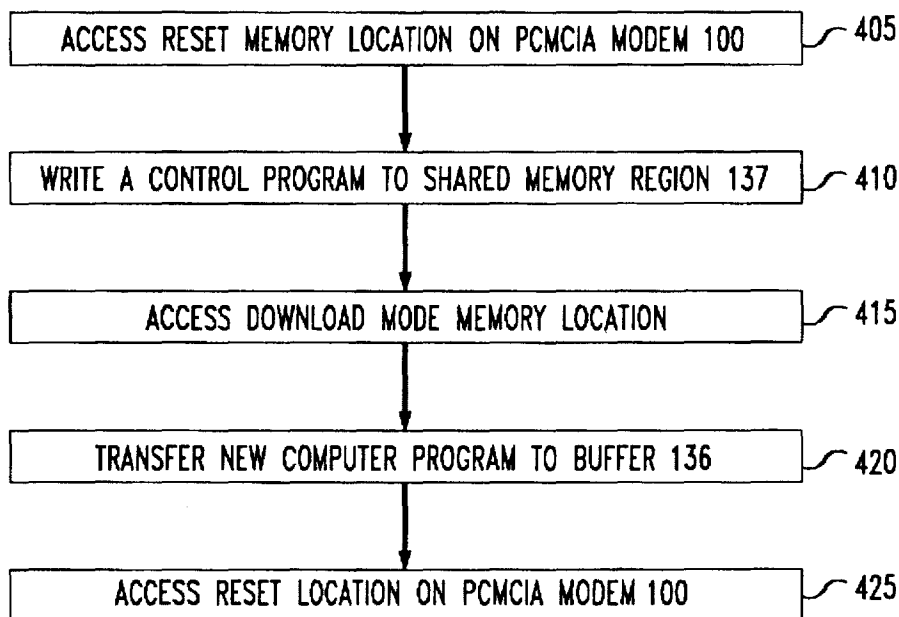 ACCESS RESET MEMORY LOCATION ON PCMCIA MODEM 100
405
WRITE A CONTROL PROGRAM TO SHARED MEMORY REGION 137
410
ACCESS DOWNLOAD MODE MEMORY LOCATION
415
TRANSFER NEW COMPUTER PROGRAM TO BUFFER 136
420
ACCESS RESET LOCATION ON PCMCIA MODEM 100
425